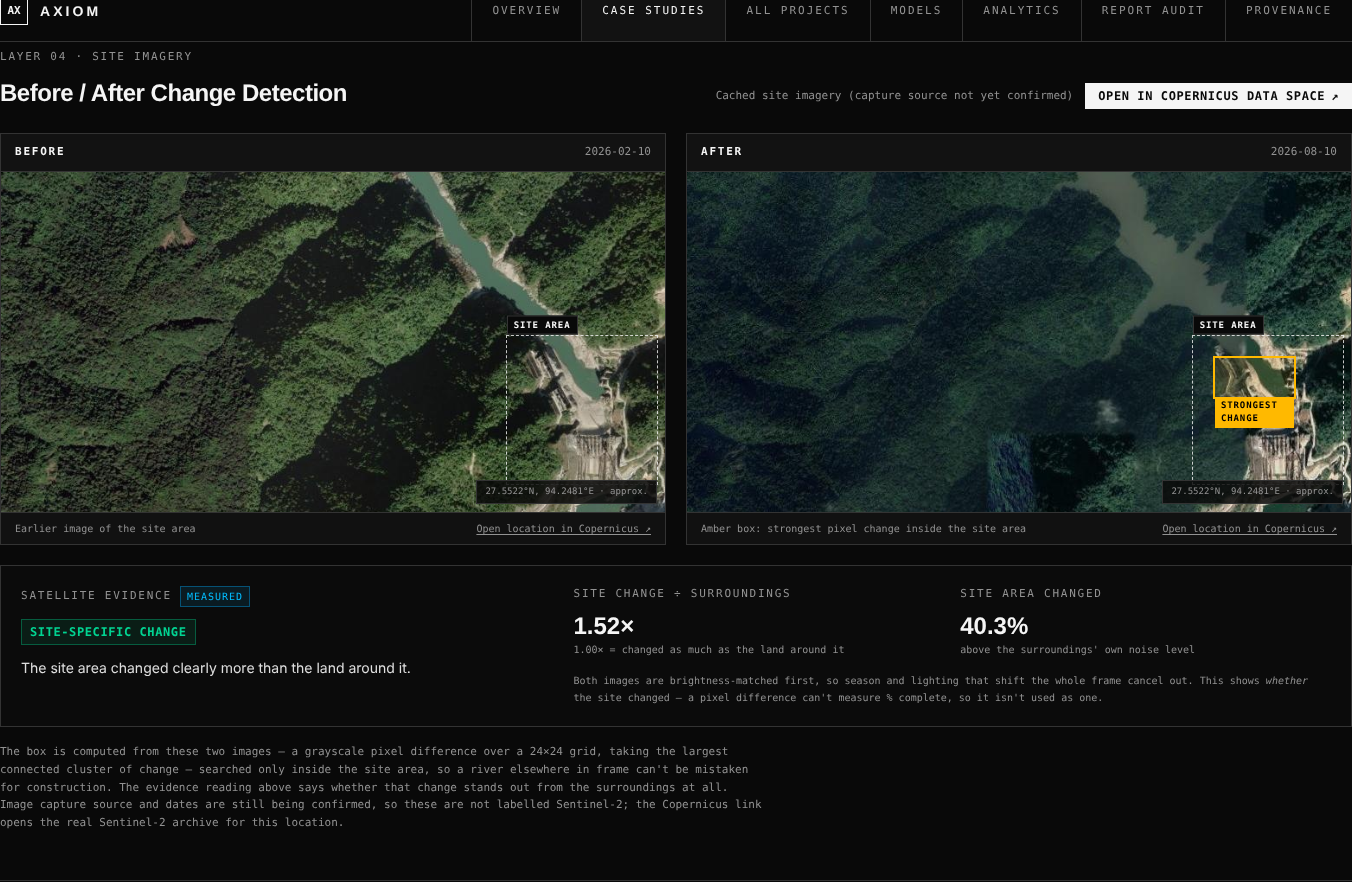 AX AXIOM OVERVIEW CASE STUDIES ALL PROJECTS MODELS ANALYTICS REPORT AUDIT PROVENANCE
LAYER 04 · SITE IMAGERY
Before / After Change Detection
Cached site imagery (capture source not yet confirmed) OPEN IN COPERNICUS DATA SPACE ↗
BEFORE 2026-02-10
SITE AREA
27.5522°N, 94.2481°E · approx.
Earlier image of the site area Open location in Copernicus ↗
AFTER 2026-08-10
SITE AREA
STRONGEST
CHANGE
27.5522°N, 94.2481°E · approx.
Amber box: strongest pixel change inside the site area Open location in Copernicus ↗
SATELLITE EVIDENCE MEASURED
SITE-SPECIFIC CHANGE
The site area changed clearly more than the land around it.
SITE CHANGE ÷ SURROUNDINGS
1.52×
1.00× = changed as much as the land around it
SITE AREA CHANGED
40.3%
above the surroundings' own noise level
Both images are brightness-matched first, so season and lighting that shift the whole frame cancel out. This shows whether
the site changed — a pixel difference can't measure % complete, so it isn't used as one.
The box is computed from these two images — a grayscale pixel difference over a 24×24 grid, taking the largest
connected cluster of change — searched only inside the site area, so a river elsewhere in frame can't be mistaken
for construction. The evidence reading above says whether that change stands out from the surroundings at all.
Image capture source and dates are still being confirmed, so these are not labelled Sentinel-2; the Copernicus link
opens the real Sentinel-2 archive for this location.